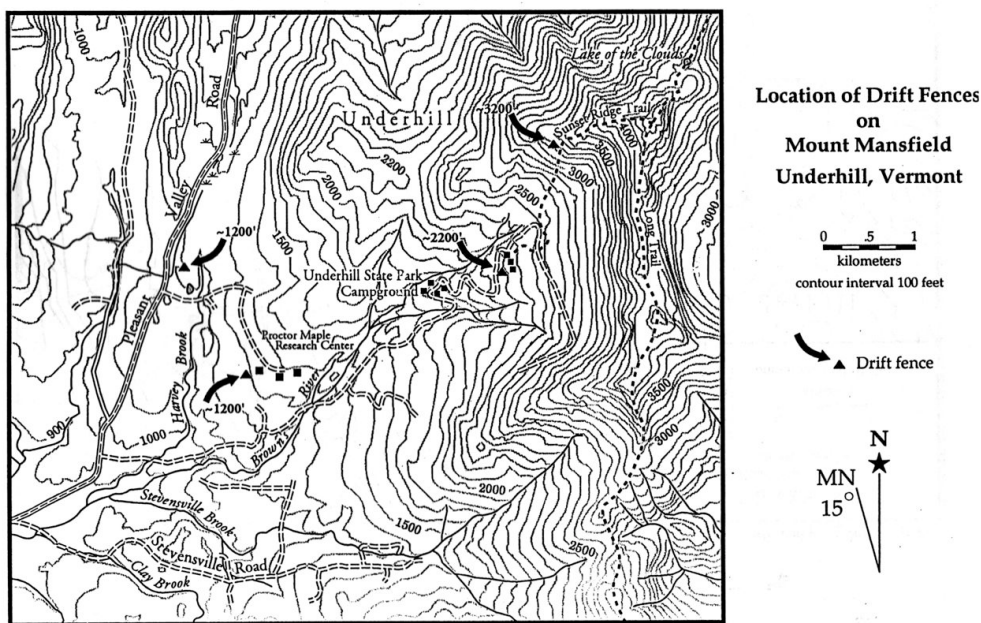 1000
Road
Valley
Pleasant
Lake of the Clouds
Underhill
~3200'
Sunset Ridge Trail
4000
3500
3000
3000
2200
2000
2500
1500
~1200'
~2200'
Long Trail
Underhill State Park
Campground
Proctor Maple
Research Center
Harvey Brook
~1200'
Brown's River
900
1000
3500
3000
2000
1500
2500
Stevensville Brook
Stevensville Road
Clay Brook
Location of Drift Fences
on
Mount Mansfield
Underhill, Vermont
0 .5 1
kilometers
contour interval 100 feet
Drift fence
N
MN
15°